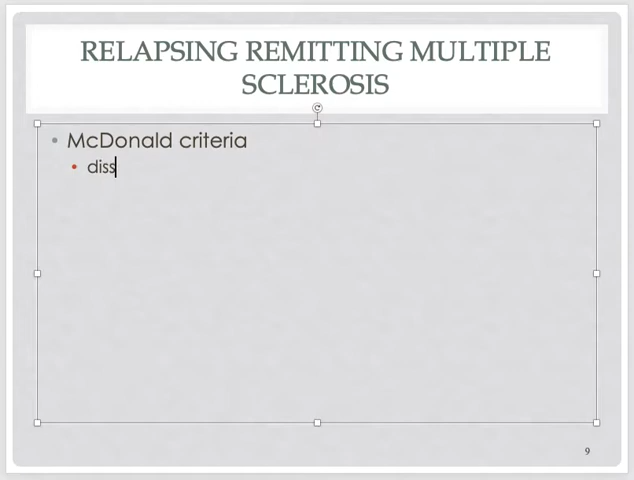 RELAPSING REMITTING MULTIPLE
SCLEROSIS
• McDonald criteria
• diss
9